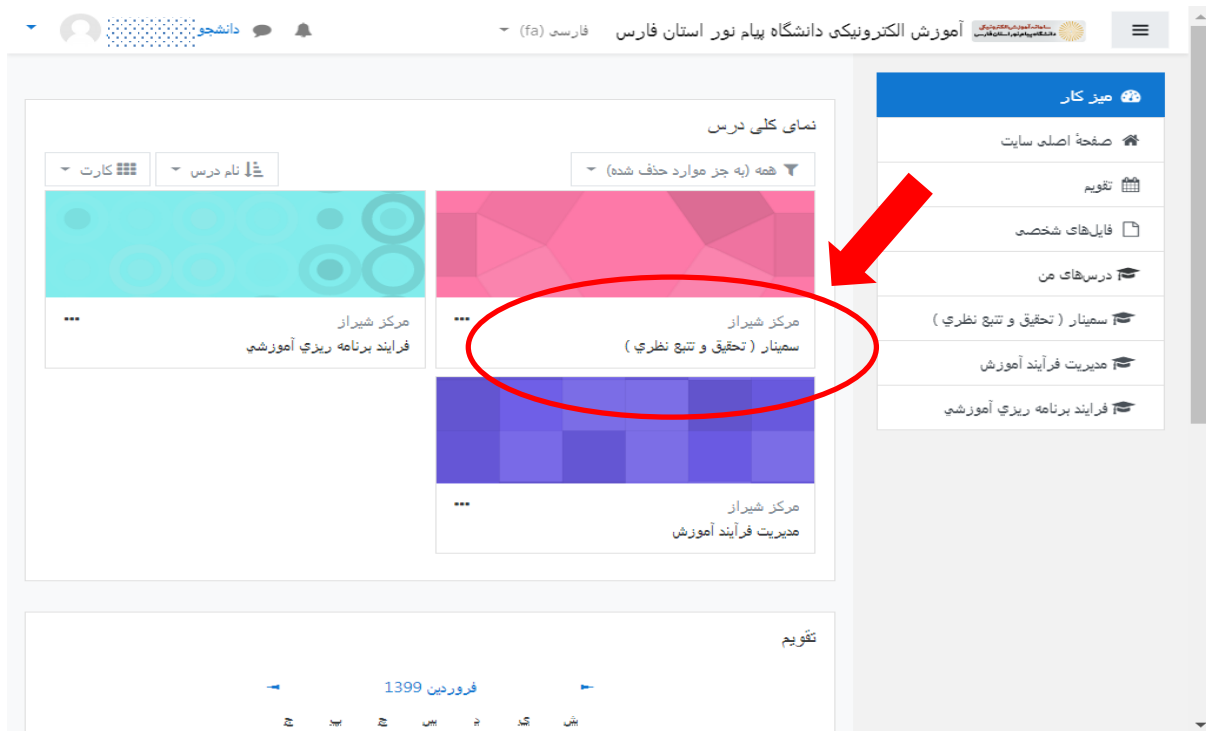 آموزش الکترونیکی دانشگاه پیام نور استان فارس
فارسی ‎(fa)‎
دانشجو
میز کار
صفحهٔ اصلی سایت
تقویم
فایل‌های شخصی
درس‌های من
سمینار ( تحقیق و تتبع نظري )
مدیریت فرآیند آموزش
فرایند برنامه ریزي آموزشي
نمای کلی درس
همه (به جز موارد حذف شده)
نام درس
کارت
مرکز شیراز
سمینار ( تحقیق و تتبع نظري )
مرکز شیراز
فرایند برنامه ریزي آموزشي
مرکز شیراز
مدیریت فرآیند آموزش
تقویم
فروردین 1399
ش ی د س چ پ ج